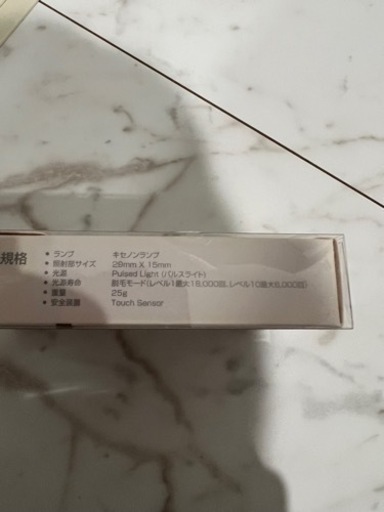 規格
• ランプ キセノンランプ
• 照射部サイズ 29mm X 15mm
• 光源 Pulsed Light (パルスライト)
• 光源寿命 脱毛モード(レベル1最大18,000回、レベル10最大6,000回)
• 重量 25g
• 安全装置 Touch Sensor